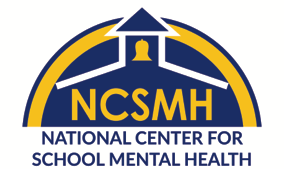 NCSMH
NATIONAL CENTER FOR
SCHOOL MENTAL HEALTH